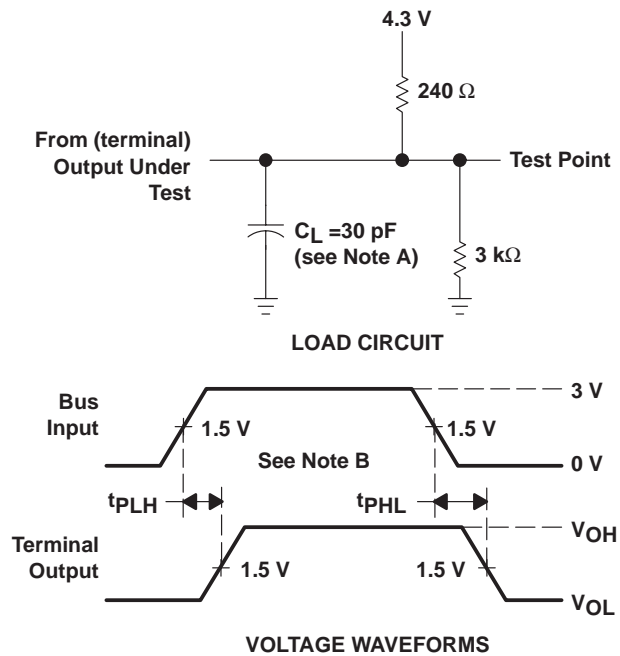 4.3 V
240 Ω
From (terminal)
Output Under
Test
Test Point
C_L =30 pF
(see Note A)
3 kΩ
LOAD CIRCUIT
Bus
Input
3 V
1.5 V
1.5 V
See Note B
0 V
tPLH
tPHL
Terminal
Output
VOH
1.5 V
1.5 V
VOL
VOLTAGE WAVEFORMS